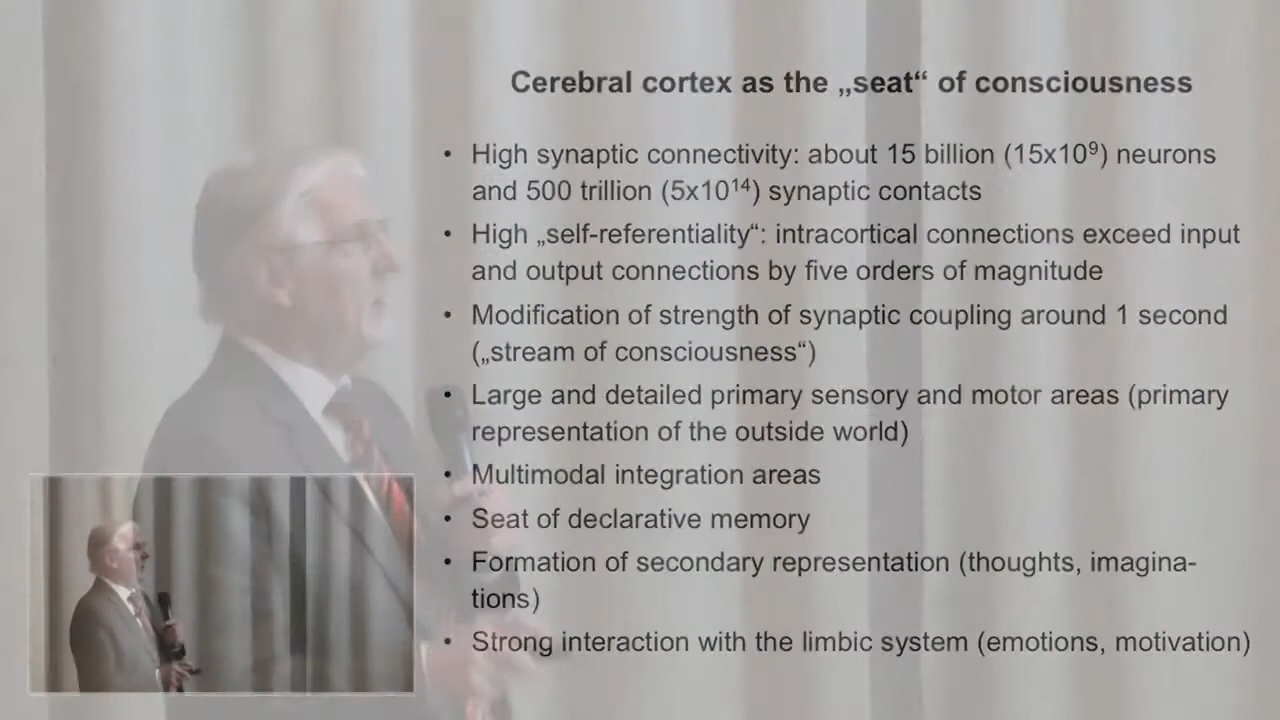 Cerebral cortex as the „seat“ of consciousness
• High synaptic connectivity: about 15 billion (15x10⁹) neurons
and 500 trillion (5x10¹⁴) synaptic contacts
• High „self-referentiality“: intracortical connections exceed input
and output connections by five orders of magnitude
• Modification of strength of synaptic coupling around 1 second
(„stream of consciousness“)
• Large and detailed primary sensory and motor areas (primary
representation of the outside world)
• Multimodal integration areas
• Seat of declarative memory
• Formation of secondary representation (thoughts, imagina-
tions)
• Strong interaction with the limbic system (emotions, motivation)